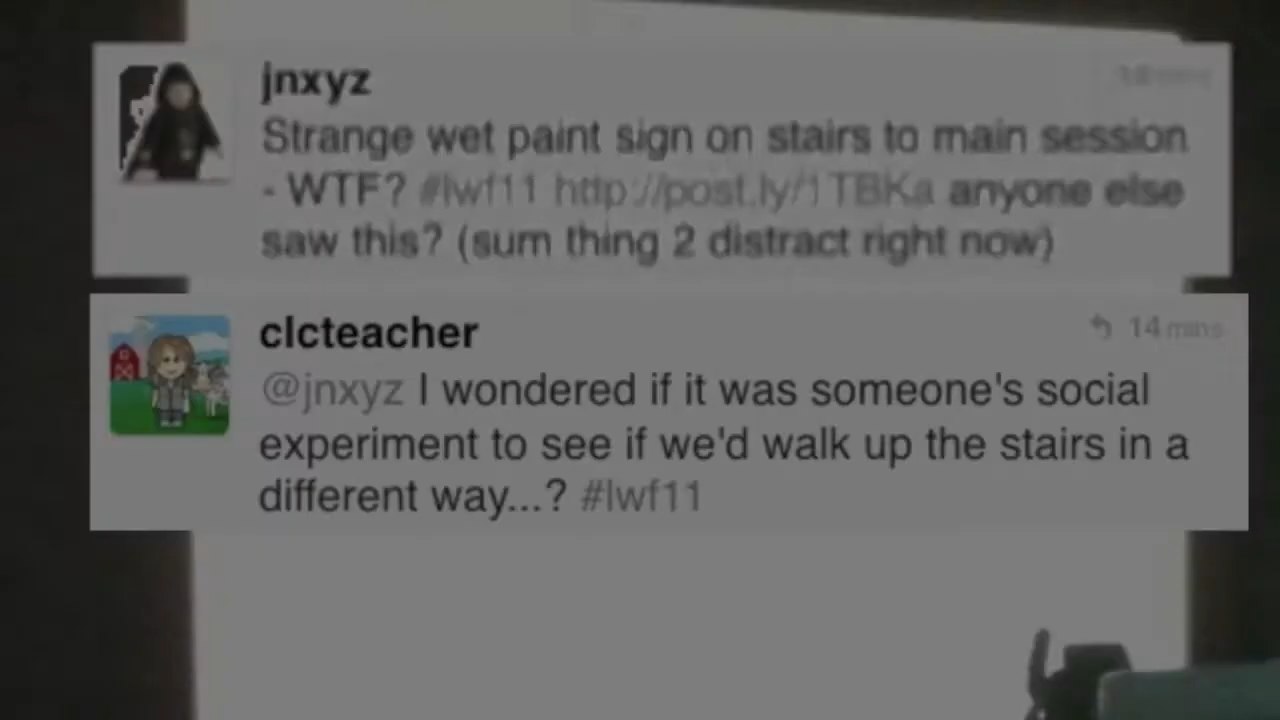 jnxyz
Strange wet paint sign on stairs to main session
- WTF? #lwf11 http://post.ly/1TBKa anyone else
saw this? (sum thing 2 distract right now)
clcteacher
14 mins
@jnxyz I wondered if it was someone's social
experiment to see if we'd walk up the stairs in a
different way...? #lwf11